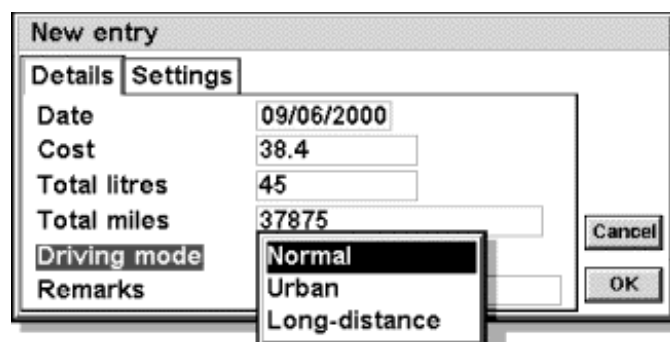 New entry
Details Settings
Date 09/06/2000
Cost 38.4
Total litres 45
Total miles 37875
Driving mode Normal
Remarks Urban
Long-distance
Cancel
OK